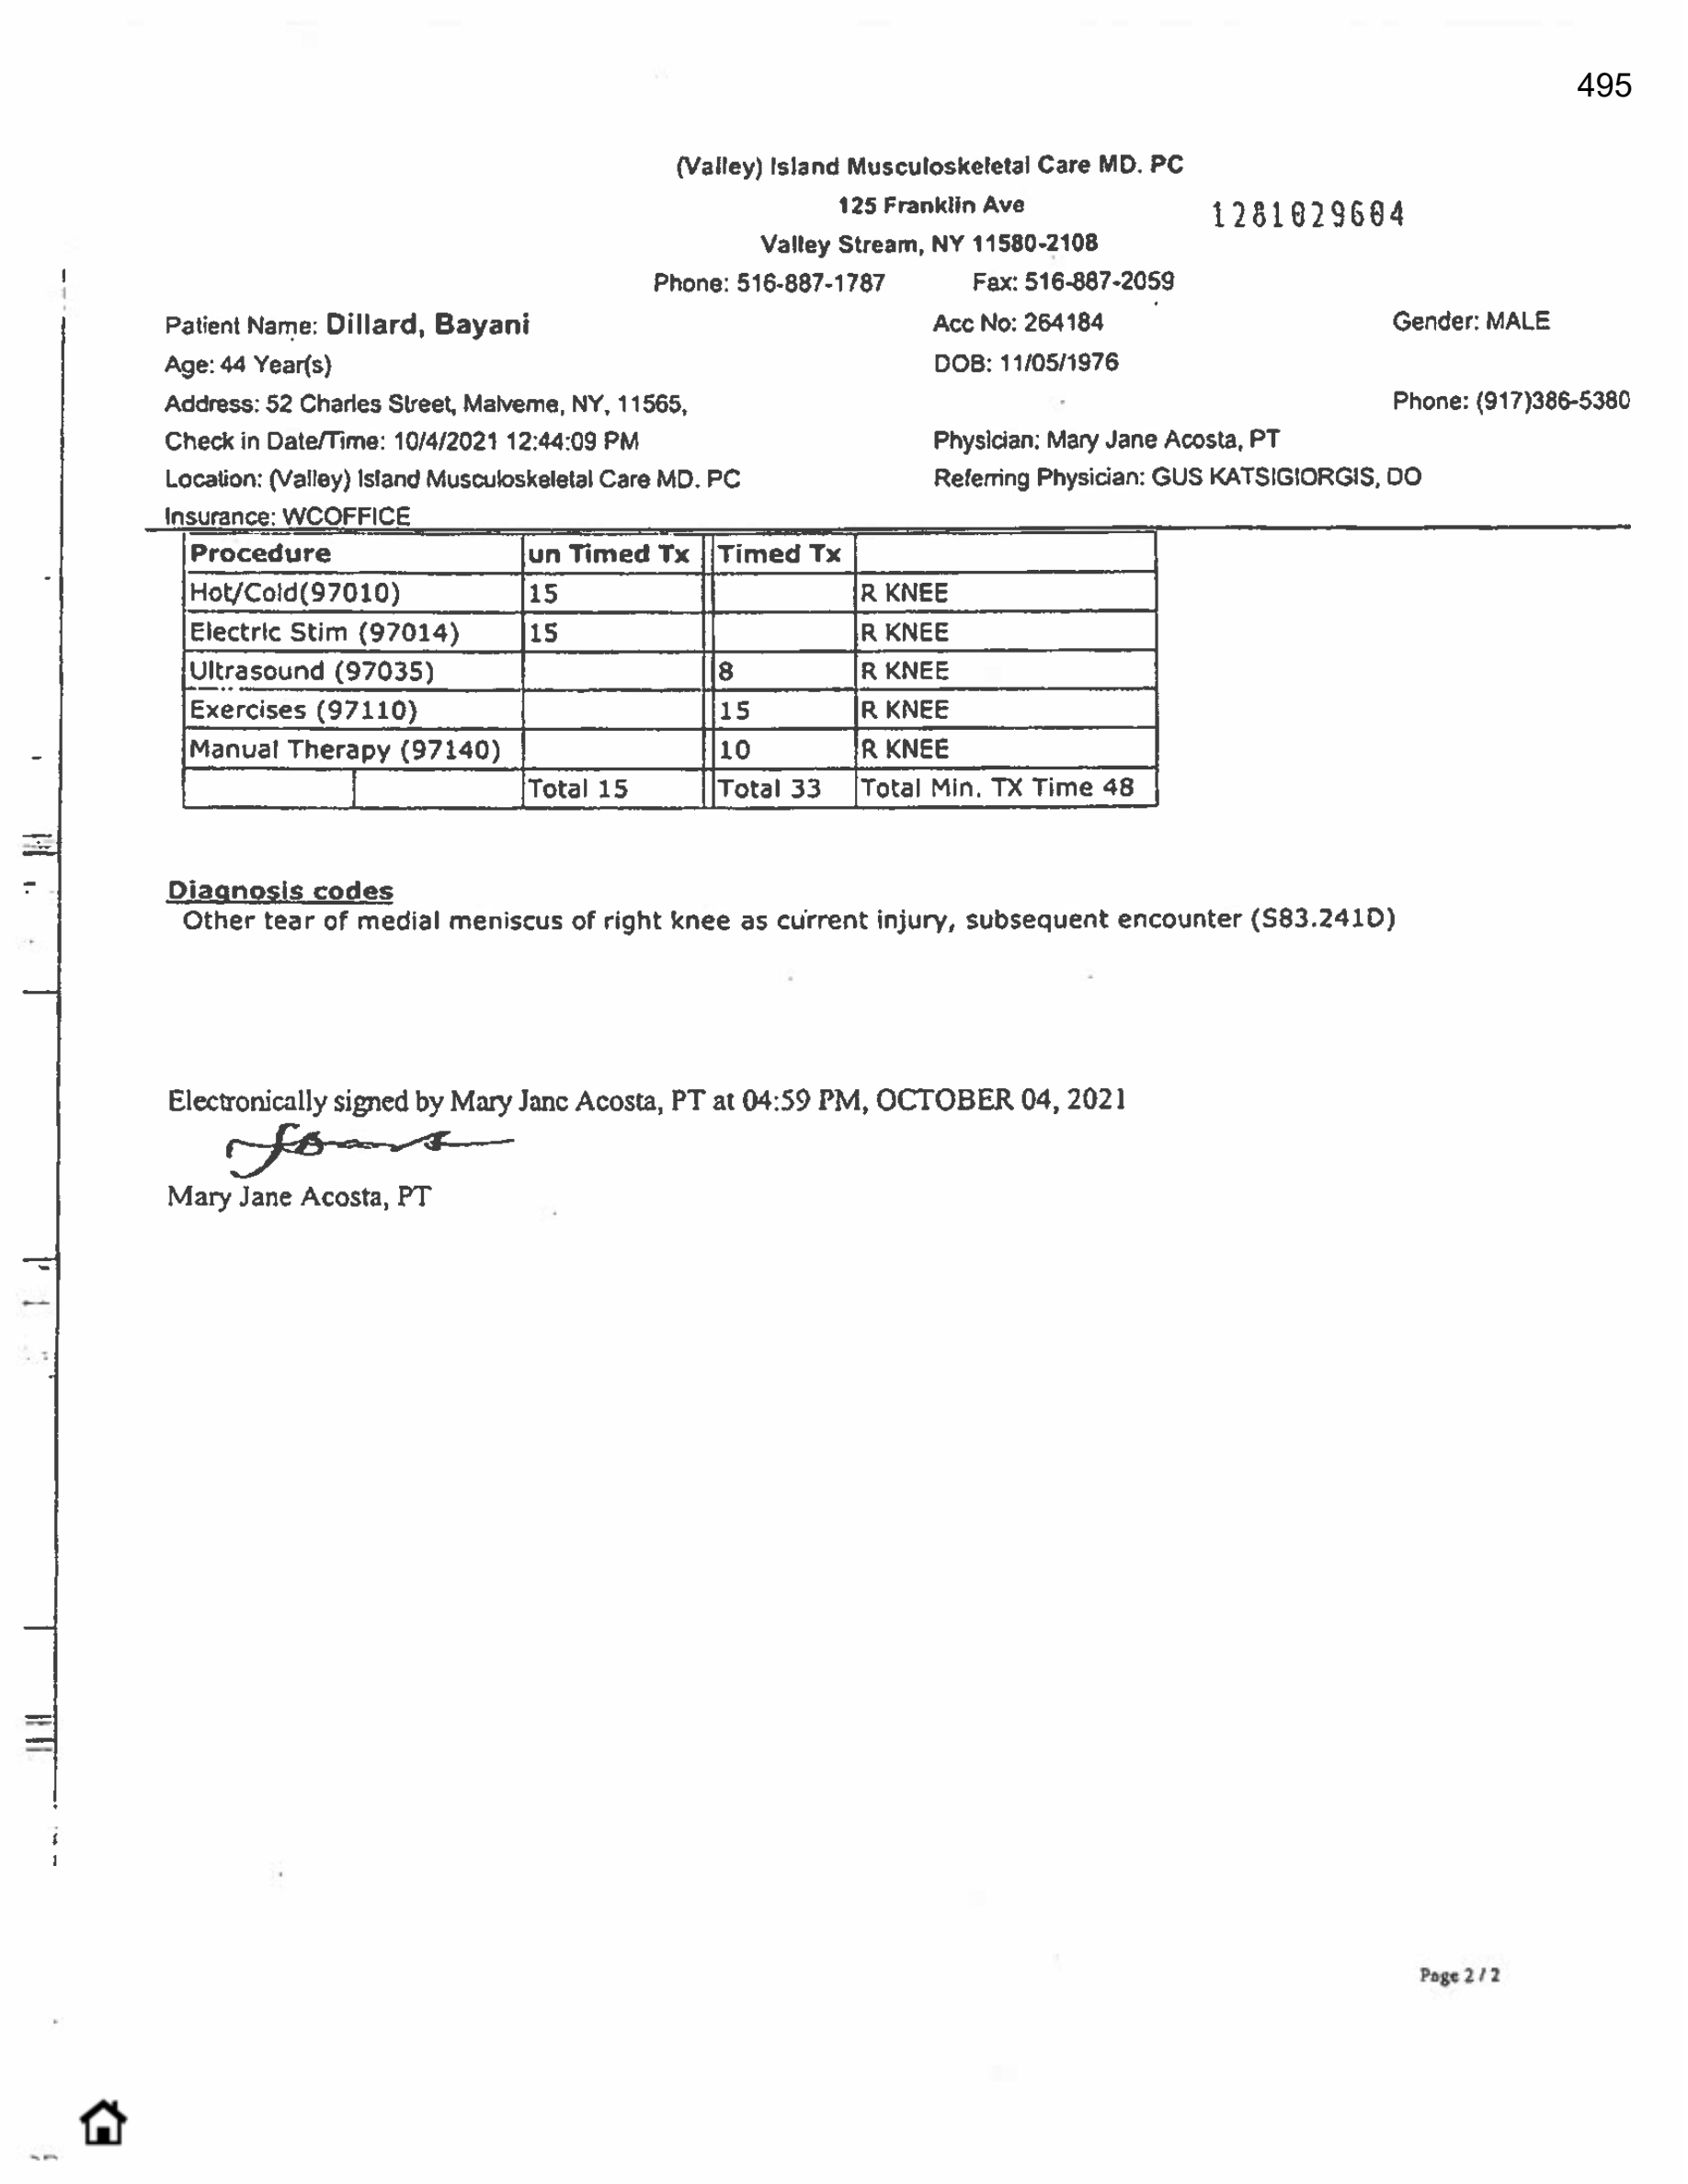 495
(Valley) Island Musculoskeletal Care MD. PC
125 Franklin Ave
1281029604
Valley Stream, NY 11580-2108
Phone: 516-887-1787 Fax: 516-887-2059
Patient Name: Dillard, Bayani Acc No: 264184 Gender: MALE
Age: 44 Year(s) DOB: 11/05/1976
Address: 52 Charles Street, Malverne, NY, 11565, Phone: (917)386-5380
Check in Date/Time: 10/4/2021 12:44:09 PM Physician: Mary Jane Acosta, PT
Location: (Valley) Island Musculoskeletal Care MD. PC Referring Physician: GUS KATSIGIORGIS, DO
Insurance: WCOFFICE
Procedure un Timed Tx Timed Tx
Hot/Cold(97010) 15 R KNEE
Electric Stim (97014) 15 R KNEE
Ultrasound (97035) 8 R KNEE
Exercises (97110) 15 R KNEE
Manual Therapy (97140) 10 R KNEE
Total 15 Total 33 Total Min. TX Time 48
Diagnosis codes
Other tear of medial meniscus of right knee as current injury, subsequent encounter (S83.241D)
Electronically signed by Mary Jane Acosta, PT at 04:59 PM, OCTOBER 04, 2021
Mary Jane Acosta, PT
Page 2 / 2